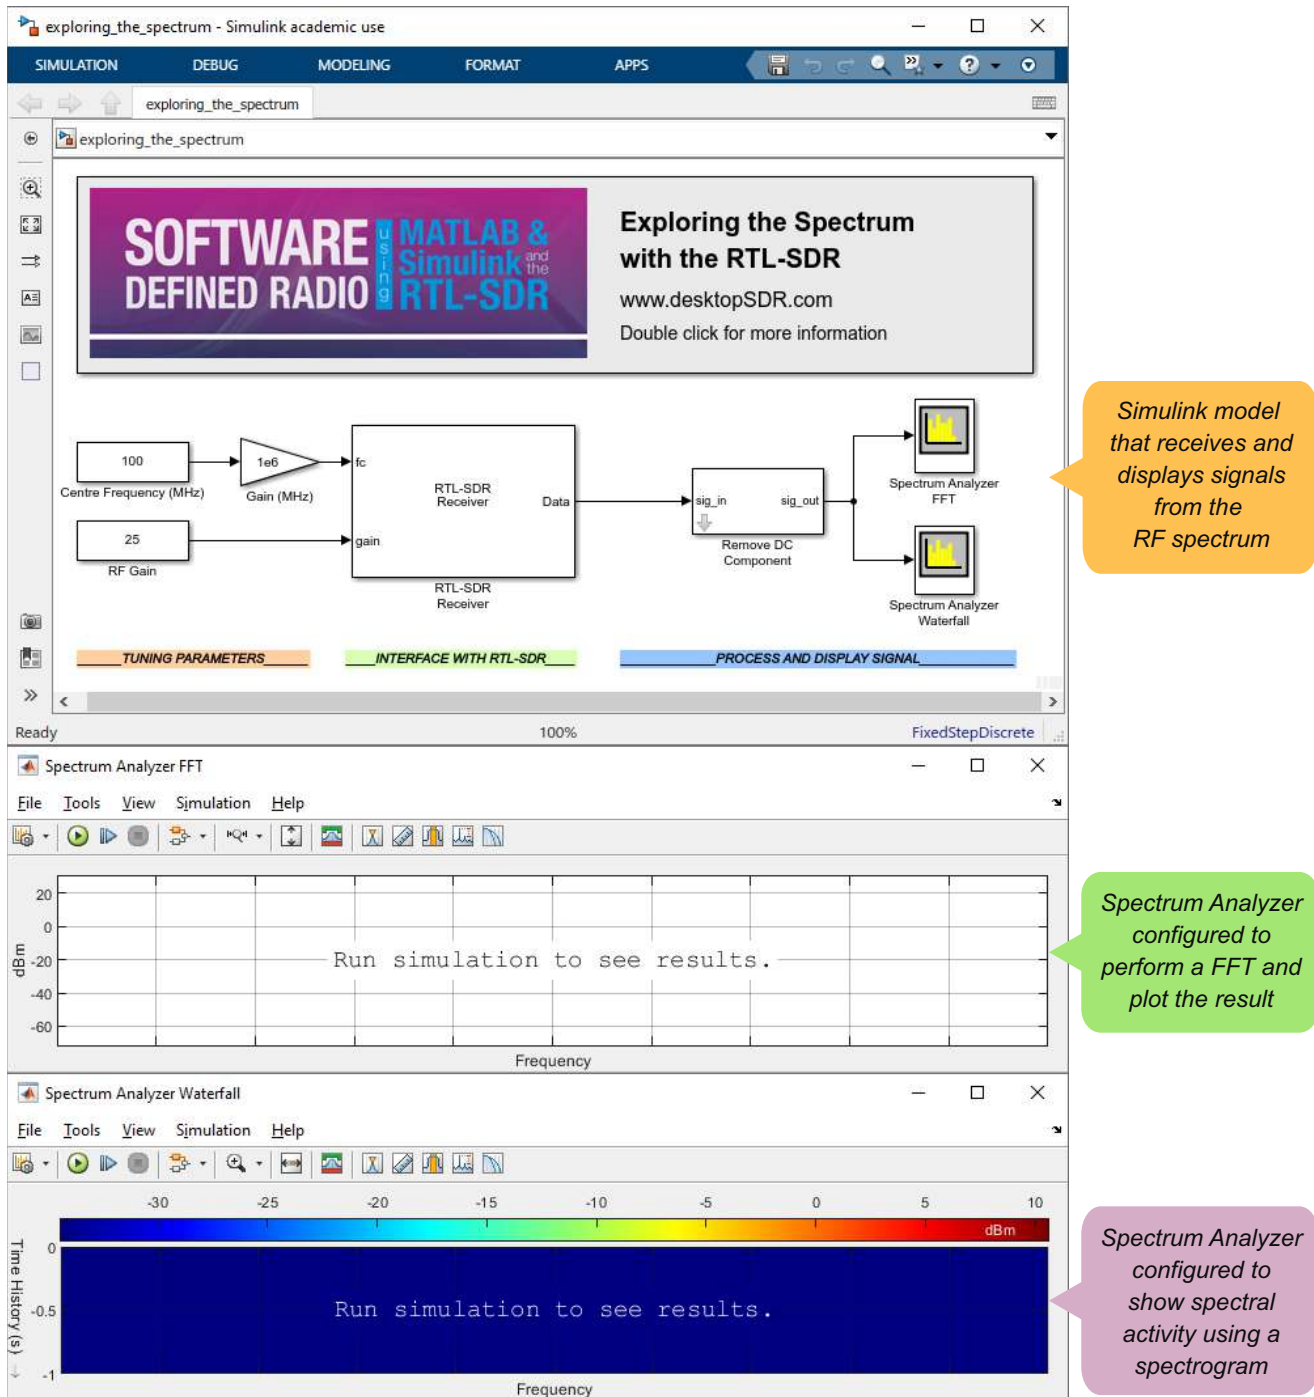 exploring_the_spectrum - Simulink academic use
SIMULATION DEBUG MODELING FORMAT APPS
exploring_the_spectrum
exploring_the_spectrum
SOFTWARE
DEFINED RADIO
using
MATLAB &
Simulink and the
RTL-SDR
Exploring the Spectrum
with the RTL-SDR
www.desktopSDR.com
Double click for more information
100
Centre Frequency (MHz)
1e6
Gain (MHz)
25
RF Gain
fc
gain
RTL-SDR
Receiver
Data
RTL-SDR
Receiver
sig_in sig_out
Remove DC
Component
Spectrum Analyzer
FFT
Spectrum Analyzer
Waterfall
TUNING PARAMETERS
INTERFACE WITH RTL-SDR
PROCESS AND DISPLAY SIGNAL
Ready 100% FixedStepDiscrete
Simulink model
that receives and
displays signals
from the
RF spectrum
Spectrum Analyzer FFT
File Tools View Simulation Help
20
0
-20
-40
-60
dBm
Run simulation to see results.
Frequency
Spectrum Analyzer
configured to
perform a FFT and
plot the result
Spectrum Analyzer Waterfall
File Tools View Simulation Help
-30 -25 -20 -15 -10 -5 0 5 10
dBm
0
-0.5
-1
Time History (s)
Run simulation to see results.
Frequency
Spectrum Analyzer
configured to
show spectral
activity using a
spectrogram